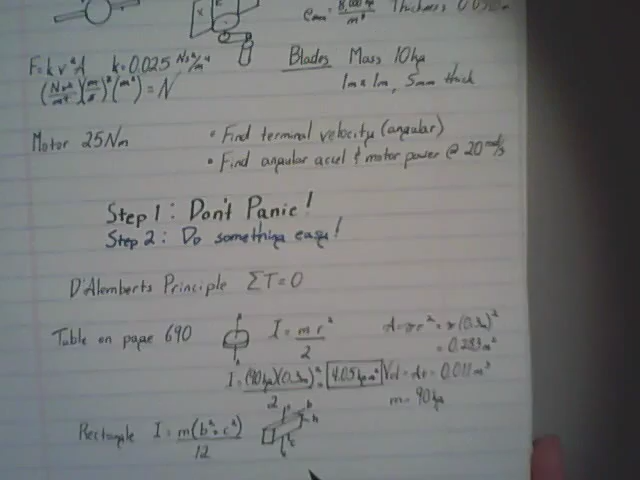 Thickness
F = k v² A   k = 0.025 Ns²/m⁴   Blades   Mass 10kg
(Ns²/m⁴)(m/s)²(m²) = N   1m x 1m, 5mm thick
Motor 25Nm   • Find terminal velocity (angular)
• Find angular accel & motor power @ 20 rad/s
Step 1: Don't Panic!
Step 2: Do something easy!
D'Alemberts Principle ΣT=0
Table on page 690   I = mr²/2   A = πr² = π(0.3m)²
= 0.283m²
I = (90kg)(0.3m)²/2 = 4.05kgm²   Vol = At = 0.011m³
m = 90kg
Rectangle   I = m(b²+c²)/12   b   h